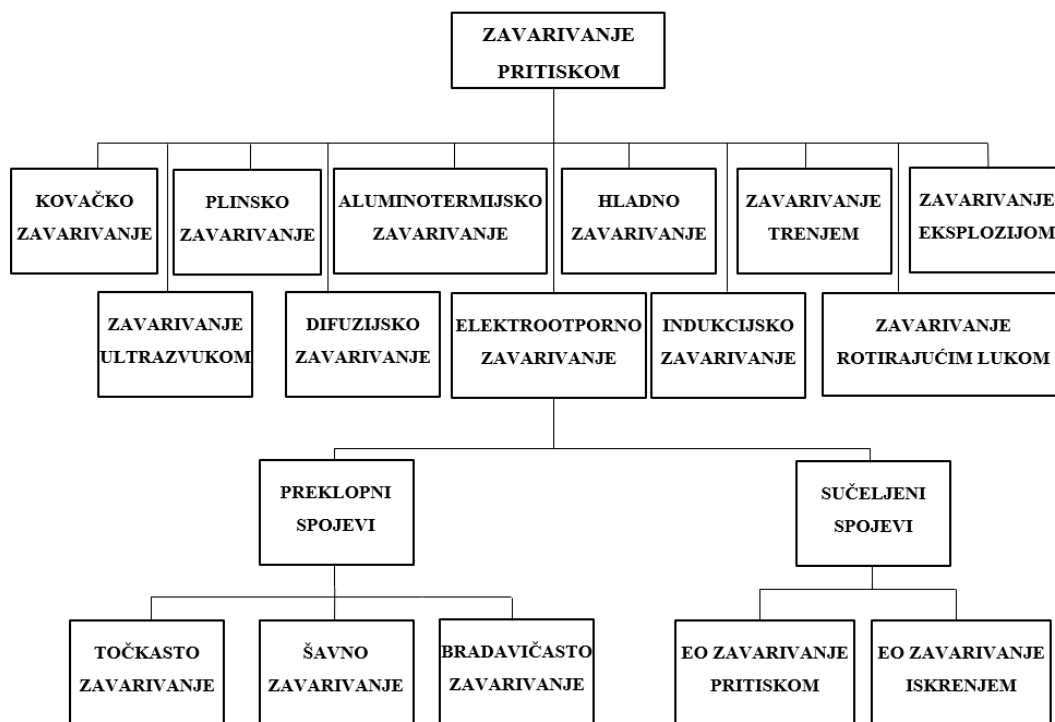 ZAVARIVANJE
PRITISKOM
KOVAČKO
ZAVARIVANJE
PLINSKO
ZAVARIVANJE
ALUMINOTERMIJSKO
ZAVARIVANJE
HLADNO
ZAVARIVANJE
ZAVARIVANJE
TRENJEM
ZAVARIVANJE
EKSPLOZIJOM
ZAVARIVANJE
ULTRAZVUKOM
DIFUZIJSKO
ZAVARIVANJE
ELEKTROOTPORNO
ZAVARIVANJE
INDUKCIJSKO
ZAVARIVANJE
ZAVARIVANJE
ROTIRAJUĆIM LUKOM
PREKLOPNI
SPOJEVI
SUČELJENI
SPOJEVI
TOČKASTO
ZAVARIVANJE
ŠAVNO
ZAVARIVANJE
BRADAVIČASTO
ZAVARIVANJE
EO ZAVARIVANJE
PRITISKOM
EO ZAVARIVANJE
ISKRENJEM